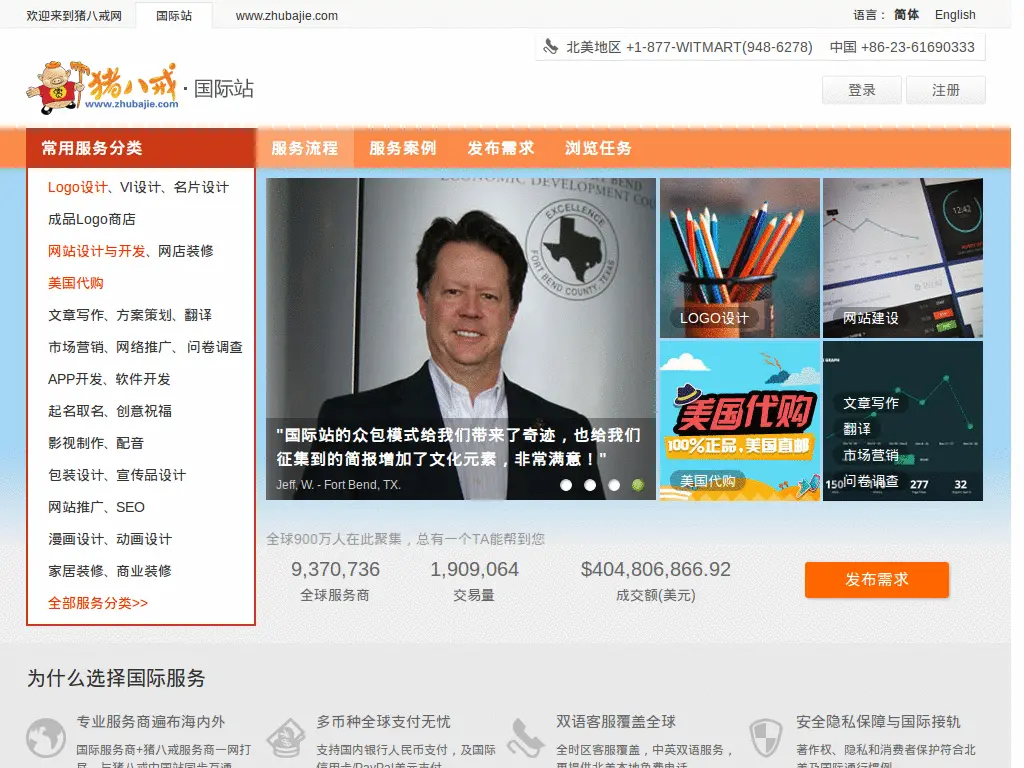 欢迎来到猪八戒网 国际站 www.zhubajie.com 语言： 简体 English
北美地区 +1-877-WITMART(948-6278) 中国 +86-23-61690333
猪八戒 · 国际站
www.zhubajie.com
登录 注册
常用服务分类 服务流程 服务案例 发布需求 浏览任务
Logo设计、VI设计、名片设计
成品Logo商店
网站设计与开发、网店装修
美国代购
文章写作、方案策划、翻译
市场营销、网络推广、问卷调查
APP开发、软件开发
起名取名、创意祝福
影视制作、配音
包装设计、宣传品设计
网站推广、SEO
漫画设计、动画设计
家居装修、商业装修
全部服务分类>>
EXCELLENCE
FORT BEND COUNTY, TEXAS
"国际站的众包模式给我们带来了奇迹，也给我们
征集到的简报增加了文化元素，非常满意！"
Jeff, W. - Fort Bend, TX.
LOGO设计
12:42
网站建设
美国代购
100%正品，美国直邮
美国代购
文章写作
翻译
市场营销
问卷调查
150 277 32
全球900万人在此聚集，总有一个TA能帮到您
9,370,736 1,909,064 $404,806,866.92
全球服务商 交易量 成交额(美元)
发布需求
为什么选择国际服务
专业服务商遍布海内外
国际服务商+猪八戒服务商一网打
尽，与猪八戒中国站同步互通
多币种全球支付无忧
支持国内银行人民币支付，及国际
信用卡/PayPal美元支付
双语客服覆盖全球
全时区客服覆盖，中英双语服务，
更提供北美本地免费电话
安全隐私保障与国际接轨
著作权、隐私和消费者保护符合北
美及国际通行惯例